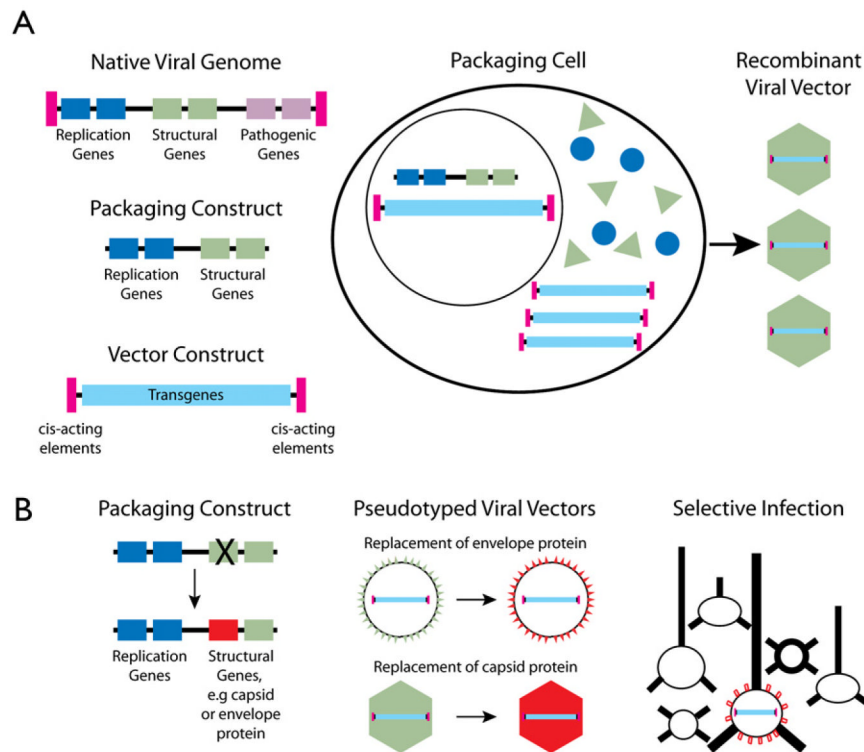 A
Native Viral Genome
Replication
Genes
Structural
Genes
Pathogenic
Genes
Packaging Construct
Replication
Genes
Structural
Genes
Vector Construct
Transgenes
cis-acting
elements
cis-acting
elements
Packaging Cell
Recombinant
Viral Vector
B
Packaging Construct
X
Replication
Genes
Structural
Genes,
e.g capsid
or envelope
protein
Pseudotyped Viral Vectors
Replacement of envelope protein
Replacement of capsid protein
Selective Infection